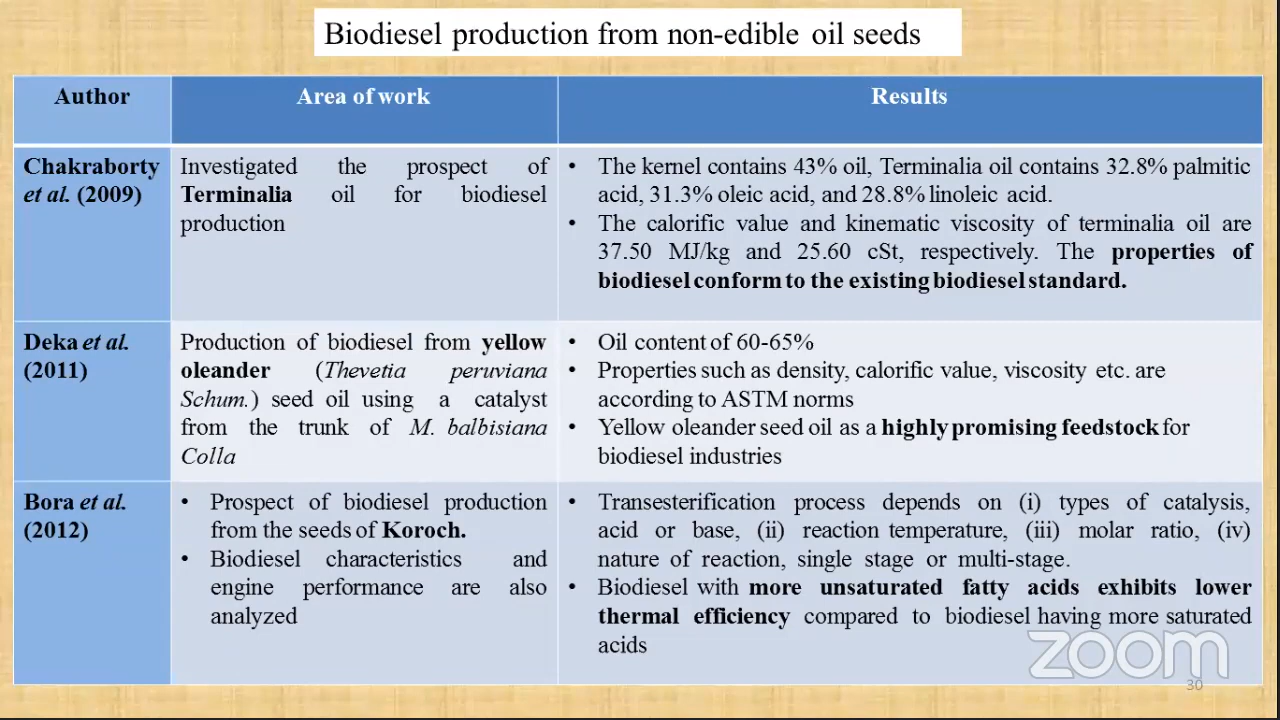 Biodiesel production from non-edible oil seeds
Author
Area of work
Results
Chakraborty
et al. (2009)
Investigated the prospect of
Terminalia oil for biodiesel
production
• The kernel contains 43% oil, Terminalia oil contains 32.8% palmitic
acid, 31.3% oleic acid, and 28.8% linoleic acid.
• The calorific value and kinematic viscosity of terminalia oil are
37.50 MJ/kg and 25.60 cSt, respectively. The properties of
biodiesel conform to the existing biodiesel standard.
Deka et al.
(2011)
Production of biodiesel from yellow
oleander (Thevetia peruviana
Schum.) seed oil using a catalyst
from the trunk of M. balbisiana
Colla
• Oil content of 60-65%
• Properties such as density, calorific value, viscosity etc. are
according to ASTM norms
• Yellow oleander seed oil as a highly promising feedstock for
biodiesel industries
Bora et al.
(2012)
• Prospect of biodiesel production
from the seeds of Koroch.
• Biodiesel characteristics and
engine performance are also
analyzed
• Transesterification process depends on (i) types of catalysis,
acid or base, (ii) reaction temperature, (iii) molar ratio, (iv)
nature of reaction, single stage or multi-stage.
• Biodiesel with more unsaturated fatty acids exhibits lower
thermal efficiency compared to biodiesel having more saturated
acids
zoom
30